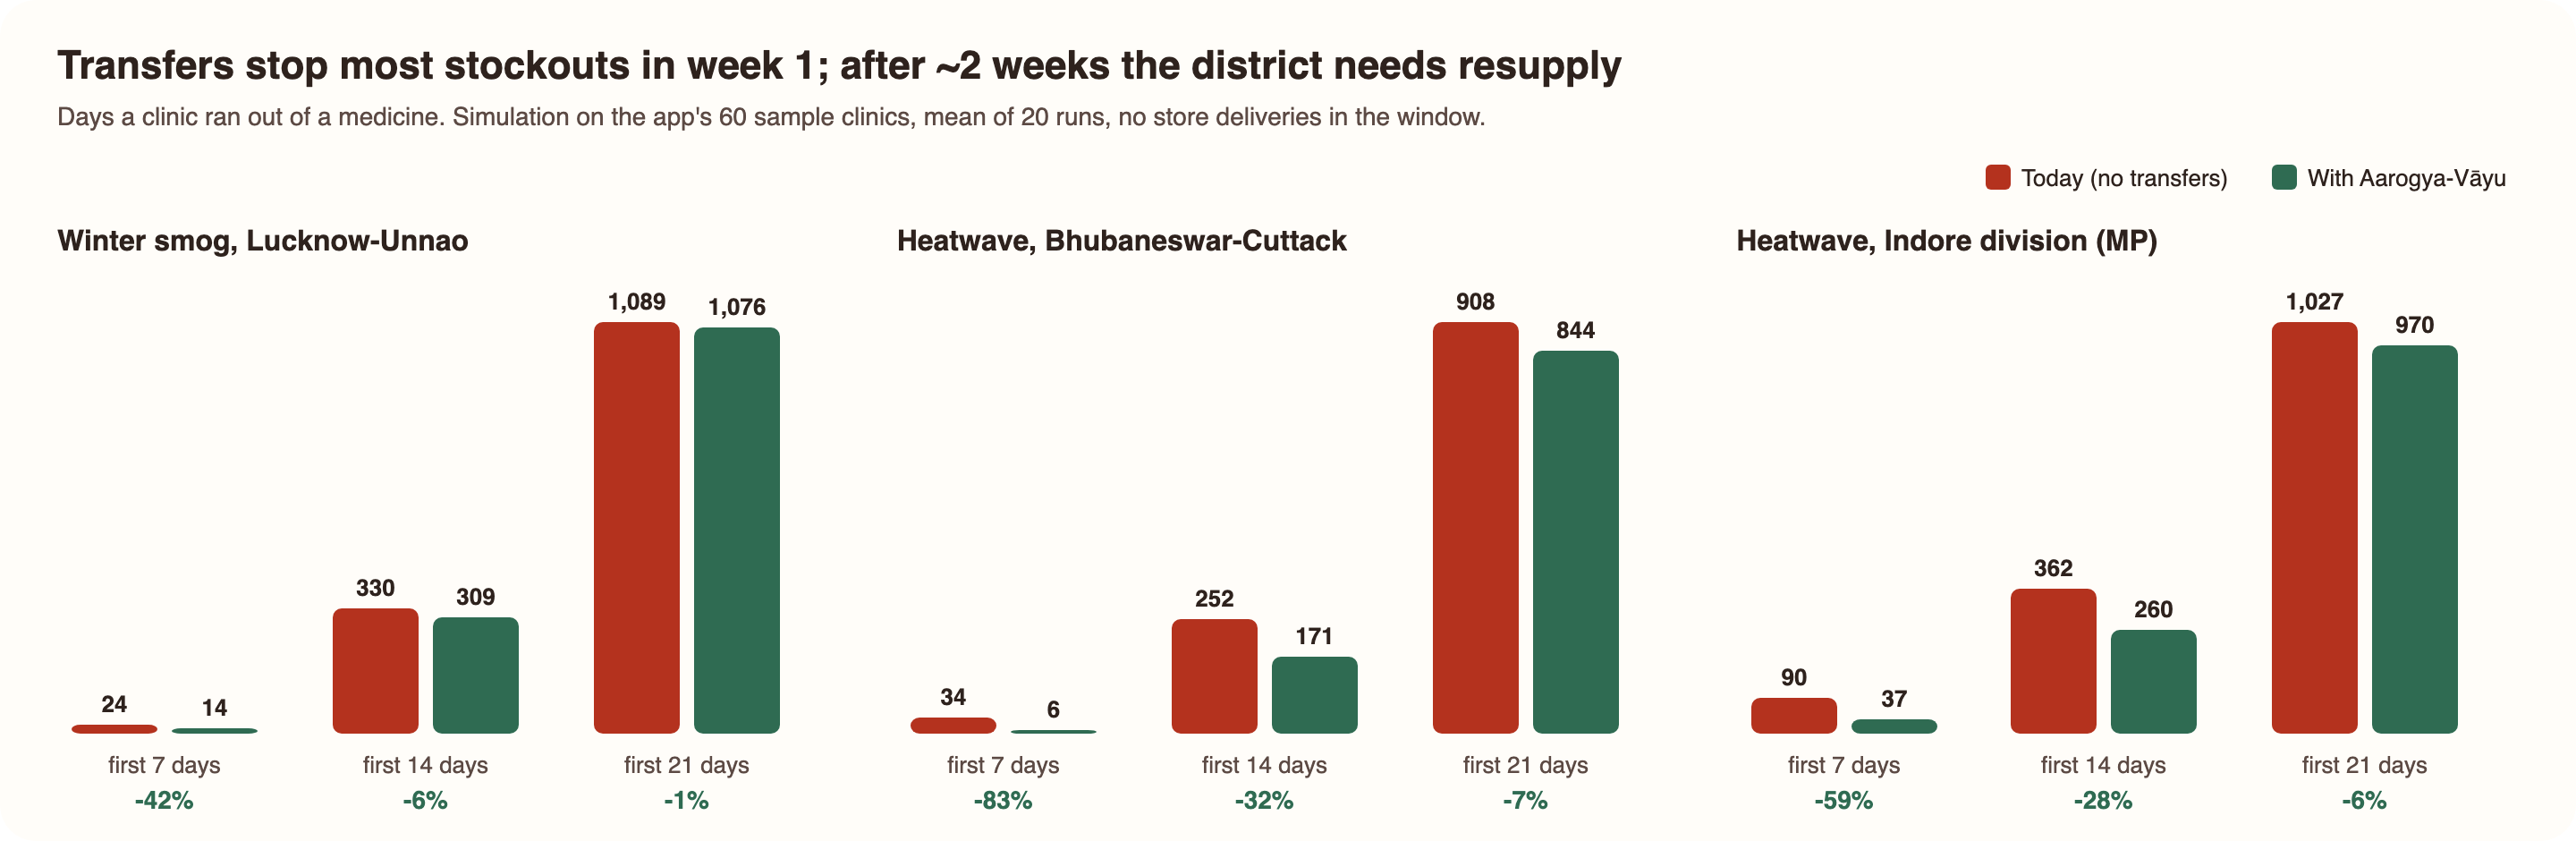 Transfers stop most stockouts in week 1; after ~2 weeks the district needs resupply
Days a clinic ran out of a medicine. Simulation on the app's 60 sample clinics, mean of 20 runs, no store deliveries in the window.
Today (no transfers)
With Aarogya-Vāyu
Winter smog, Lucknow-Unnao
24
14
first 7 days
-42%
330
309
first 14 days
-6%
1,089
1,076
first 21 days
-1%
Heatwave, Bhubaneswar-Cuttack
34
6
first 7 days
-83%
252
171
first 14 days
-32%
908
844
first 21 days
-7%
Heatwave, Indore division (MP)
90
37
first 7 days
-59%
362
260
first 14 days
-28%
1,027
970
first 21 days
-6%